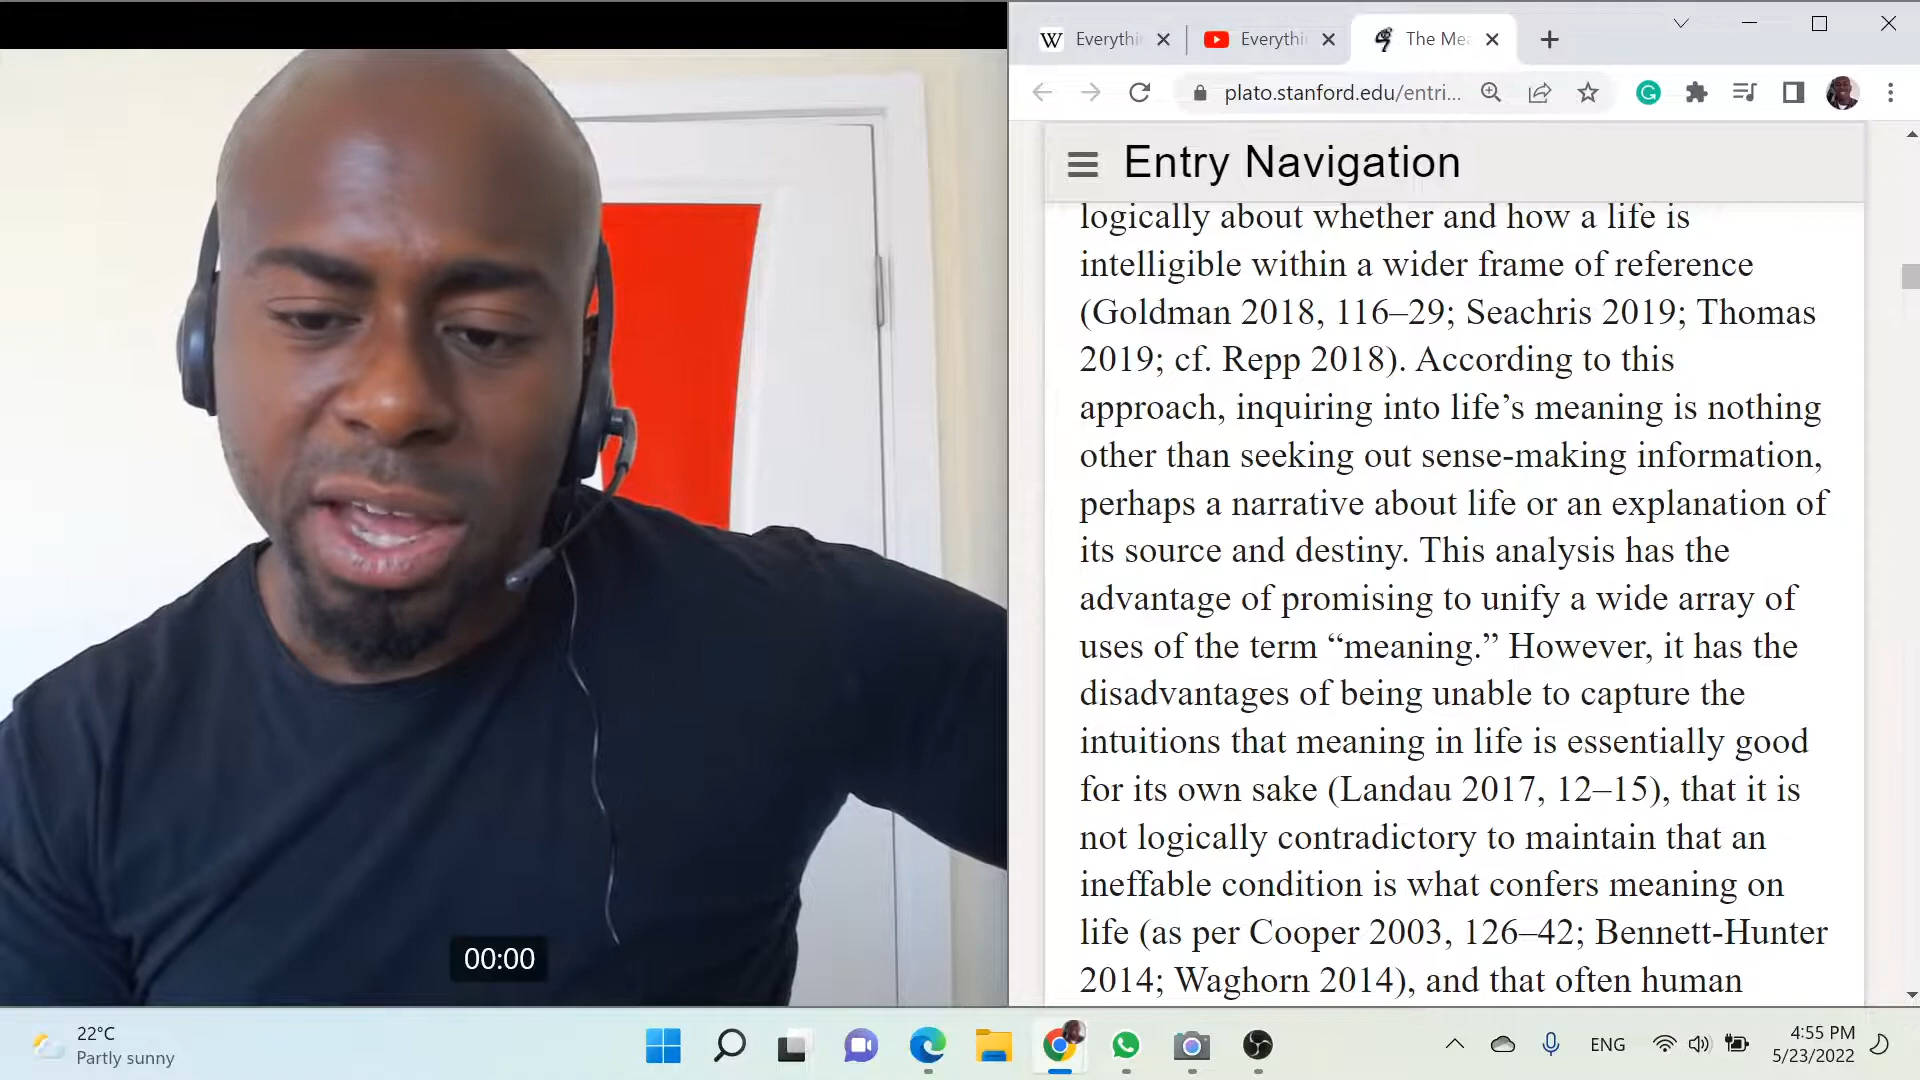 Everythi
Everythi
The Mea
plato.stanford.edu/entri...
Entry Navigation
logically about whether and how a life is
intelligible within a wider frame of reference
(Goldman 2018, 116–29; Seachris 2019; Thomas
2019; cf. Repp 2018). According to this
approach, inquiring into life’s meaning is nothing
other than seeking out sense-making information,
perhaps a narrative about life or an explanation of
its source and destiny. This analysis has the
advantage of promising to unify a wide array of
uses of the term “meaning.” However, it has the
disadvantages of being unable to capture the
intuitions that meaning in life is essentially good
for its own sake (Landau 2017, 12–15), that it is
not logically contradictory to maintain that an
ineffable condition is what confers meaning on
life (as per Cooper 2003, 126–42; Bennett-Hunter
2014; Waghorn 2014), and that often human
00:00
22°C
Partly sunny
ENG
4:55 PM
5/23/2022